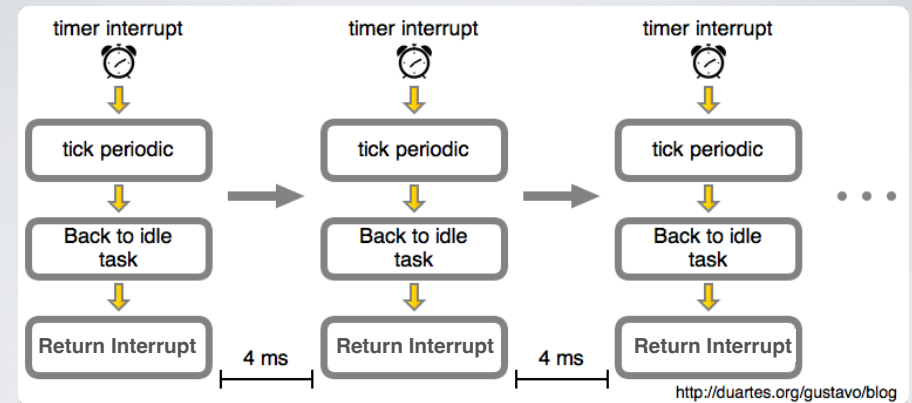 timer interrupt
tick periodic
Back to idle
task
Return Interrupt
4 ms
timer interrupt
tick periodic
Back to idle
task
Return Interrupt
4 ms
timer interrupt
tick periodic
Back to idle
task
Return Interrupt
http://duartes.org/gustavo/blog